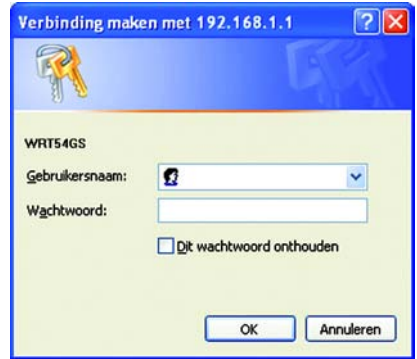 Verbinding maken met 192.168.1.1
WRT54GS
Gebruikersnaam:
Wachtwoord:
Dit wachtwoord onthouden
OK
Annuleren